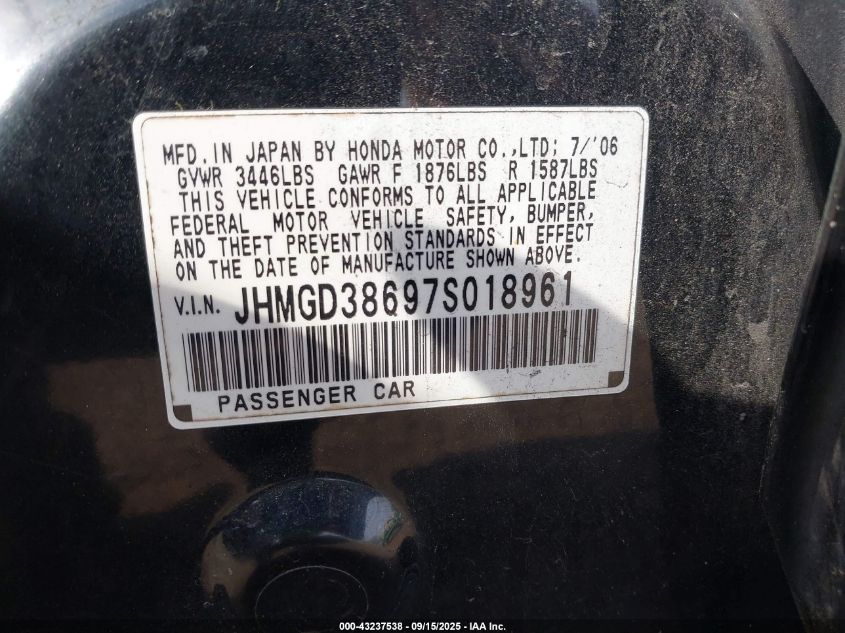 MFD. IN JAPAN BY HONDA MOTOR CO.,LTD; 7/'06
GVWR 3446LBS GAWR F 1876LBS R 1587LBS
THIS VEHICLE CONFORMS TO ALL APPLICABLE
FEDERAL MOTOR VEHICLE SAFETY, BUMPER,
AND THEFT PREVENTION STANDARDS IN EFFECT
ON THE DATE OF MANUFACTURE SHOWN ABOVE.
V.I.N. JHMGD38697S018961
PASSENGER CAR
000-43237538 - 09/15/2025 - IAA Inc.